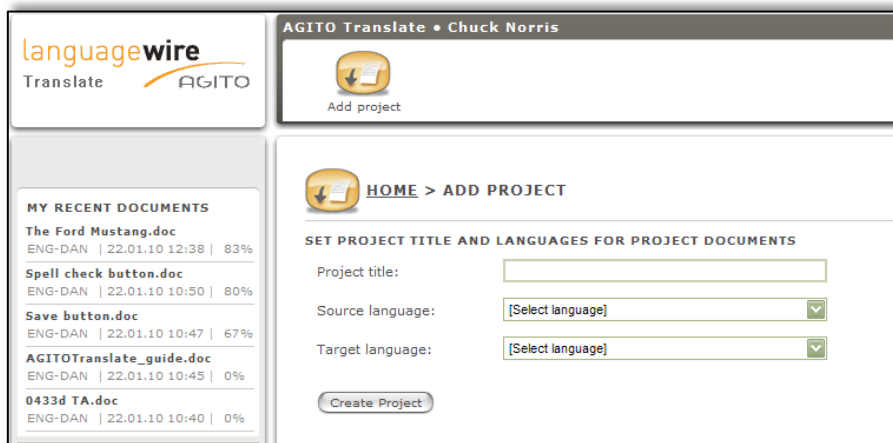 AGITO Translate • Chuck Norris
languagewire
Translate AGITO
Add project
HOME > ADD PROJECT
MY RECENT DOCUMENTS
The Ford Mustang.doc
ENG-DAN | 22.01.10 12:38 | 83%
Spell check button.doc
ENG-DAN | 22.01.10 10:50 | 80%
Save button.doc
ENG-DAN | 22.01.10 10:47 | 67%
AGITOTranslate_guide.doc
ENG-DAN | 22.01.10 10:45 | 0%
0433d TA.doc
ENG-DAN | 22.01.10 10:40 | 0%
SET PROJECT TITLE AND LANGUAGES FOR PROJECT DOCUMENTS
Project title:
Source language: [Select language]
Target language: [Select language]
Create Project